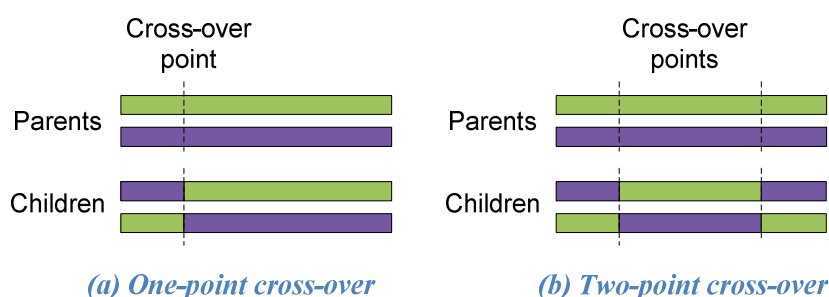 Cross-over
point
Parents
Children
(a) One-point cross-over
Cross-over
points
Parents
Children
(b) Two-point cross-over